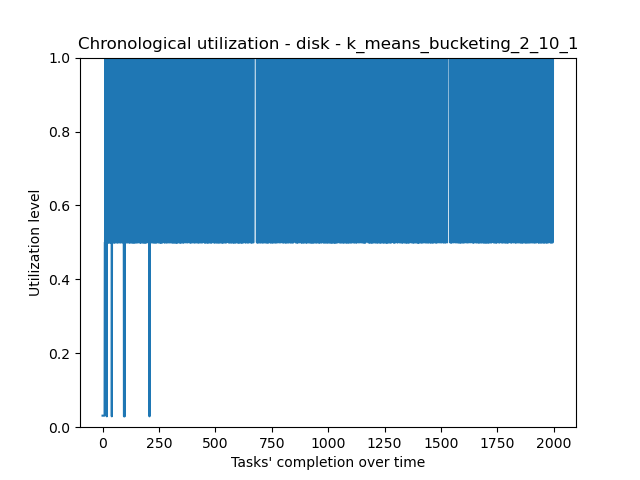 Chronological utilization - disk - k_means_bucketing_2_10_1
1.0
0.8
0.6
0.4
0.2
0.0
Utilization level
0 250 500 750 1000 1250 1500 1750 2000
Tasks' completion over time